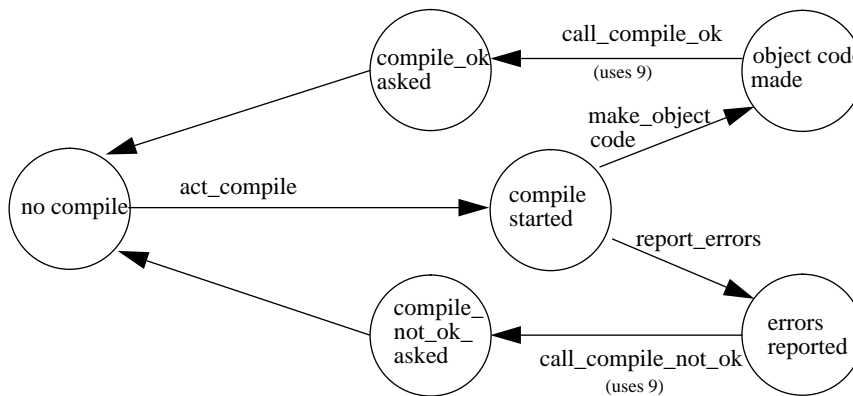 call_compile_ok
(uses 9)
compile_ok
asked
object code
made
make_object
code
no compile
act_compile
compile
started
report_errors
compile_
not_ok_
asked
errors
reported
call_compile_not_ok
(uses 9)